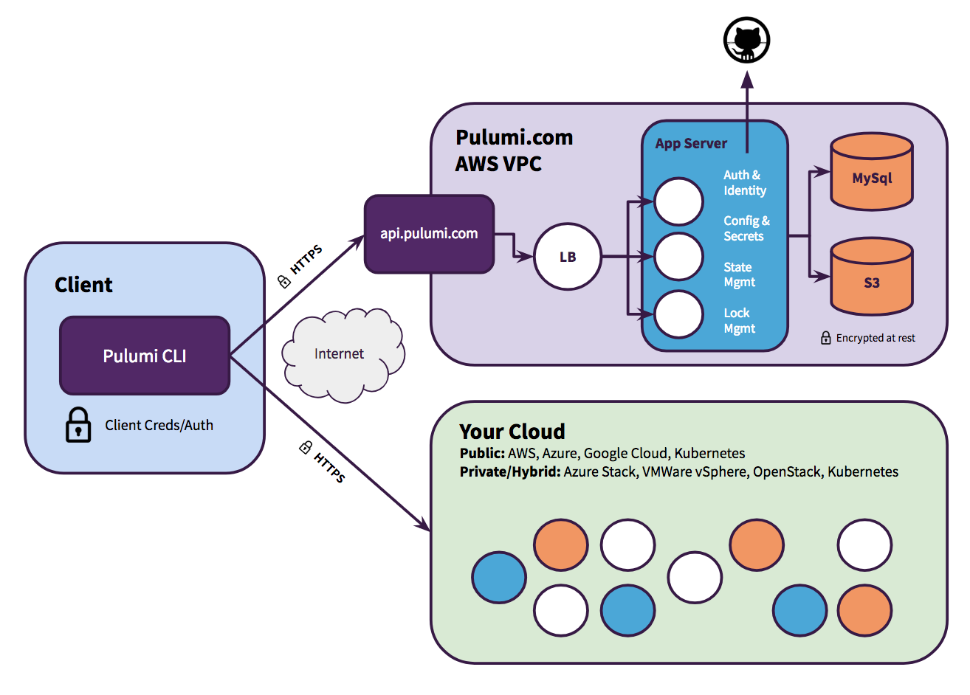 Pulumi.com
AWS VPC
App Server
Auth &
Identity
Config &
Secrets
State
Mgmt
Lock
Mgmt
MySql
S3
Encrypted at rest
api.pulumi.com
LB
HTTPS
Client
Pulumi CLI
Client Creds/Auth
Internet
HTTPS
Your Cloud
Public: AWS, Azure, Google Cloud, Kubernetes
Private/Hybrid: Azure Stack, VMWare vSphere, OpenStack, Kubernetes